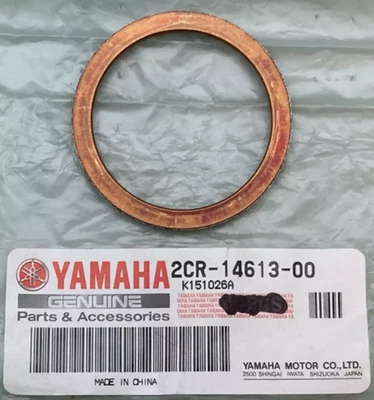 YAMAHA 2CR-14613-00
GENUINE K151026A
Parts & Accessories
YAMAHA MOTOR CO.,LTD.
2500 SHINGAI IWATA SHIZUOKA JAPAN
MADE IN CHINA